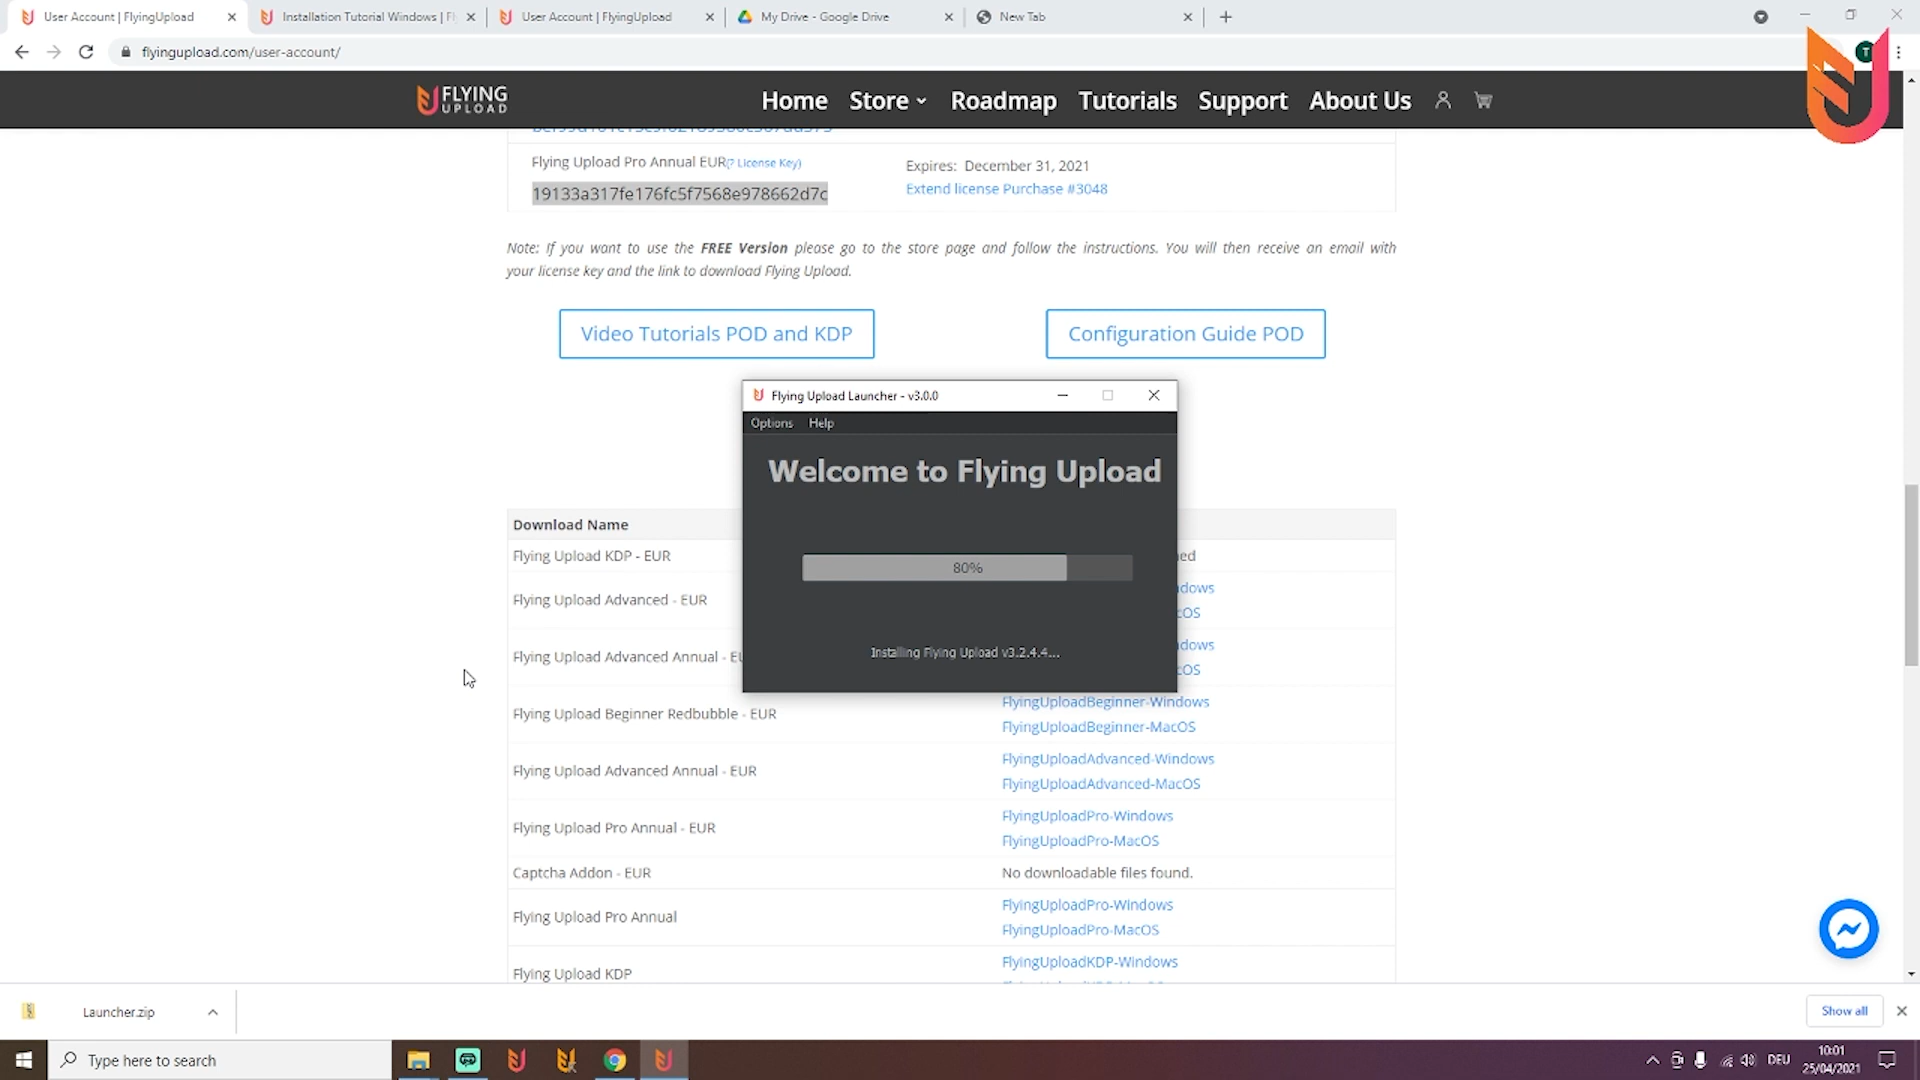 User Account | FlyingUpload
Installation Tutorial Windows | Fl
User Account | FlyingUpload
My Drive - Google Drive
New Tab
flyingupload.com/user-account/
T
FLYING
UPLOAD
Home
Store
Roadmap
Tutorials
Support
About Us
Flying Upload Pro Annual EUR(? License Key)
19133a317fe176fc5f7568e978662d7c
Expires: December 31, 2021
Extend license Purchase #3048
Note: If you want to use the FREE Version please go to the store page and follow the instructions. You will then receive an email with
your license key and the link to download Flying Upload.
Video Tutorials POD and KDP
Configuration Guide POD
Flying Upload Launcher - v3.0.0
Options Help
Welcome to Flying Upload
80%
Installing Flying Upload v3.2.4.4...
Download Name
Flying Upload KDP - EUR
Flying Upload Advanced - EUR
Flying Upload Advanced Annual - EU
Flying Upload Beginner Redbubble - EUR
FlyingUploadBeginner-Windows
FlyingUploadBeginner-MacOS
Flying Upload Advanced Annual - EUR
FlyingUploadAdvanced-Windows
FlyingUploadAdvanced-MacOS
Flying Upload Pro Annual - EUR
FlyingUploadPro-Windows
FlyingUploadPro-MacOS
Captcha Addon - EUR
No downloadable files found.
Flying Upload Pro Annual
FlyingUploadPro-Windows
FlyingUploadPro-MacOS
Flying Upload KDP
FlyingUploadKDP-Windows
Launcher.zip
Show all
Type here to search
DEU
10:01
25/04/2021